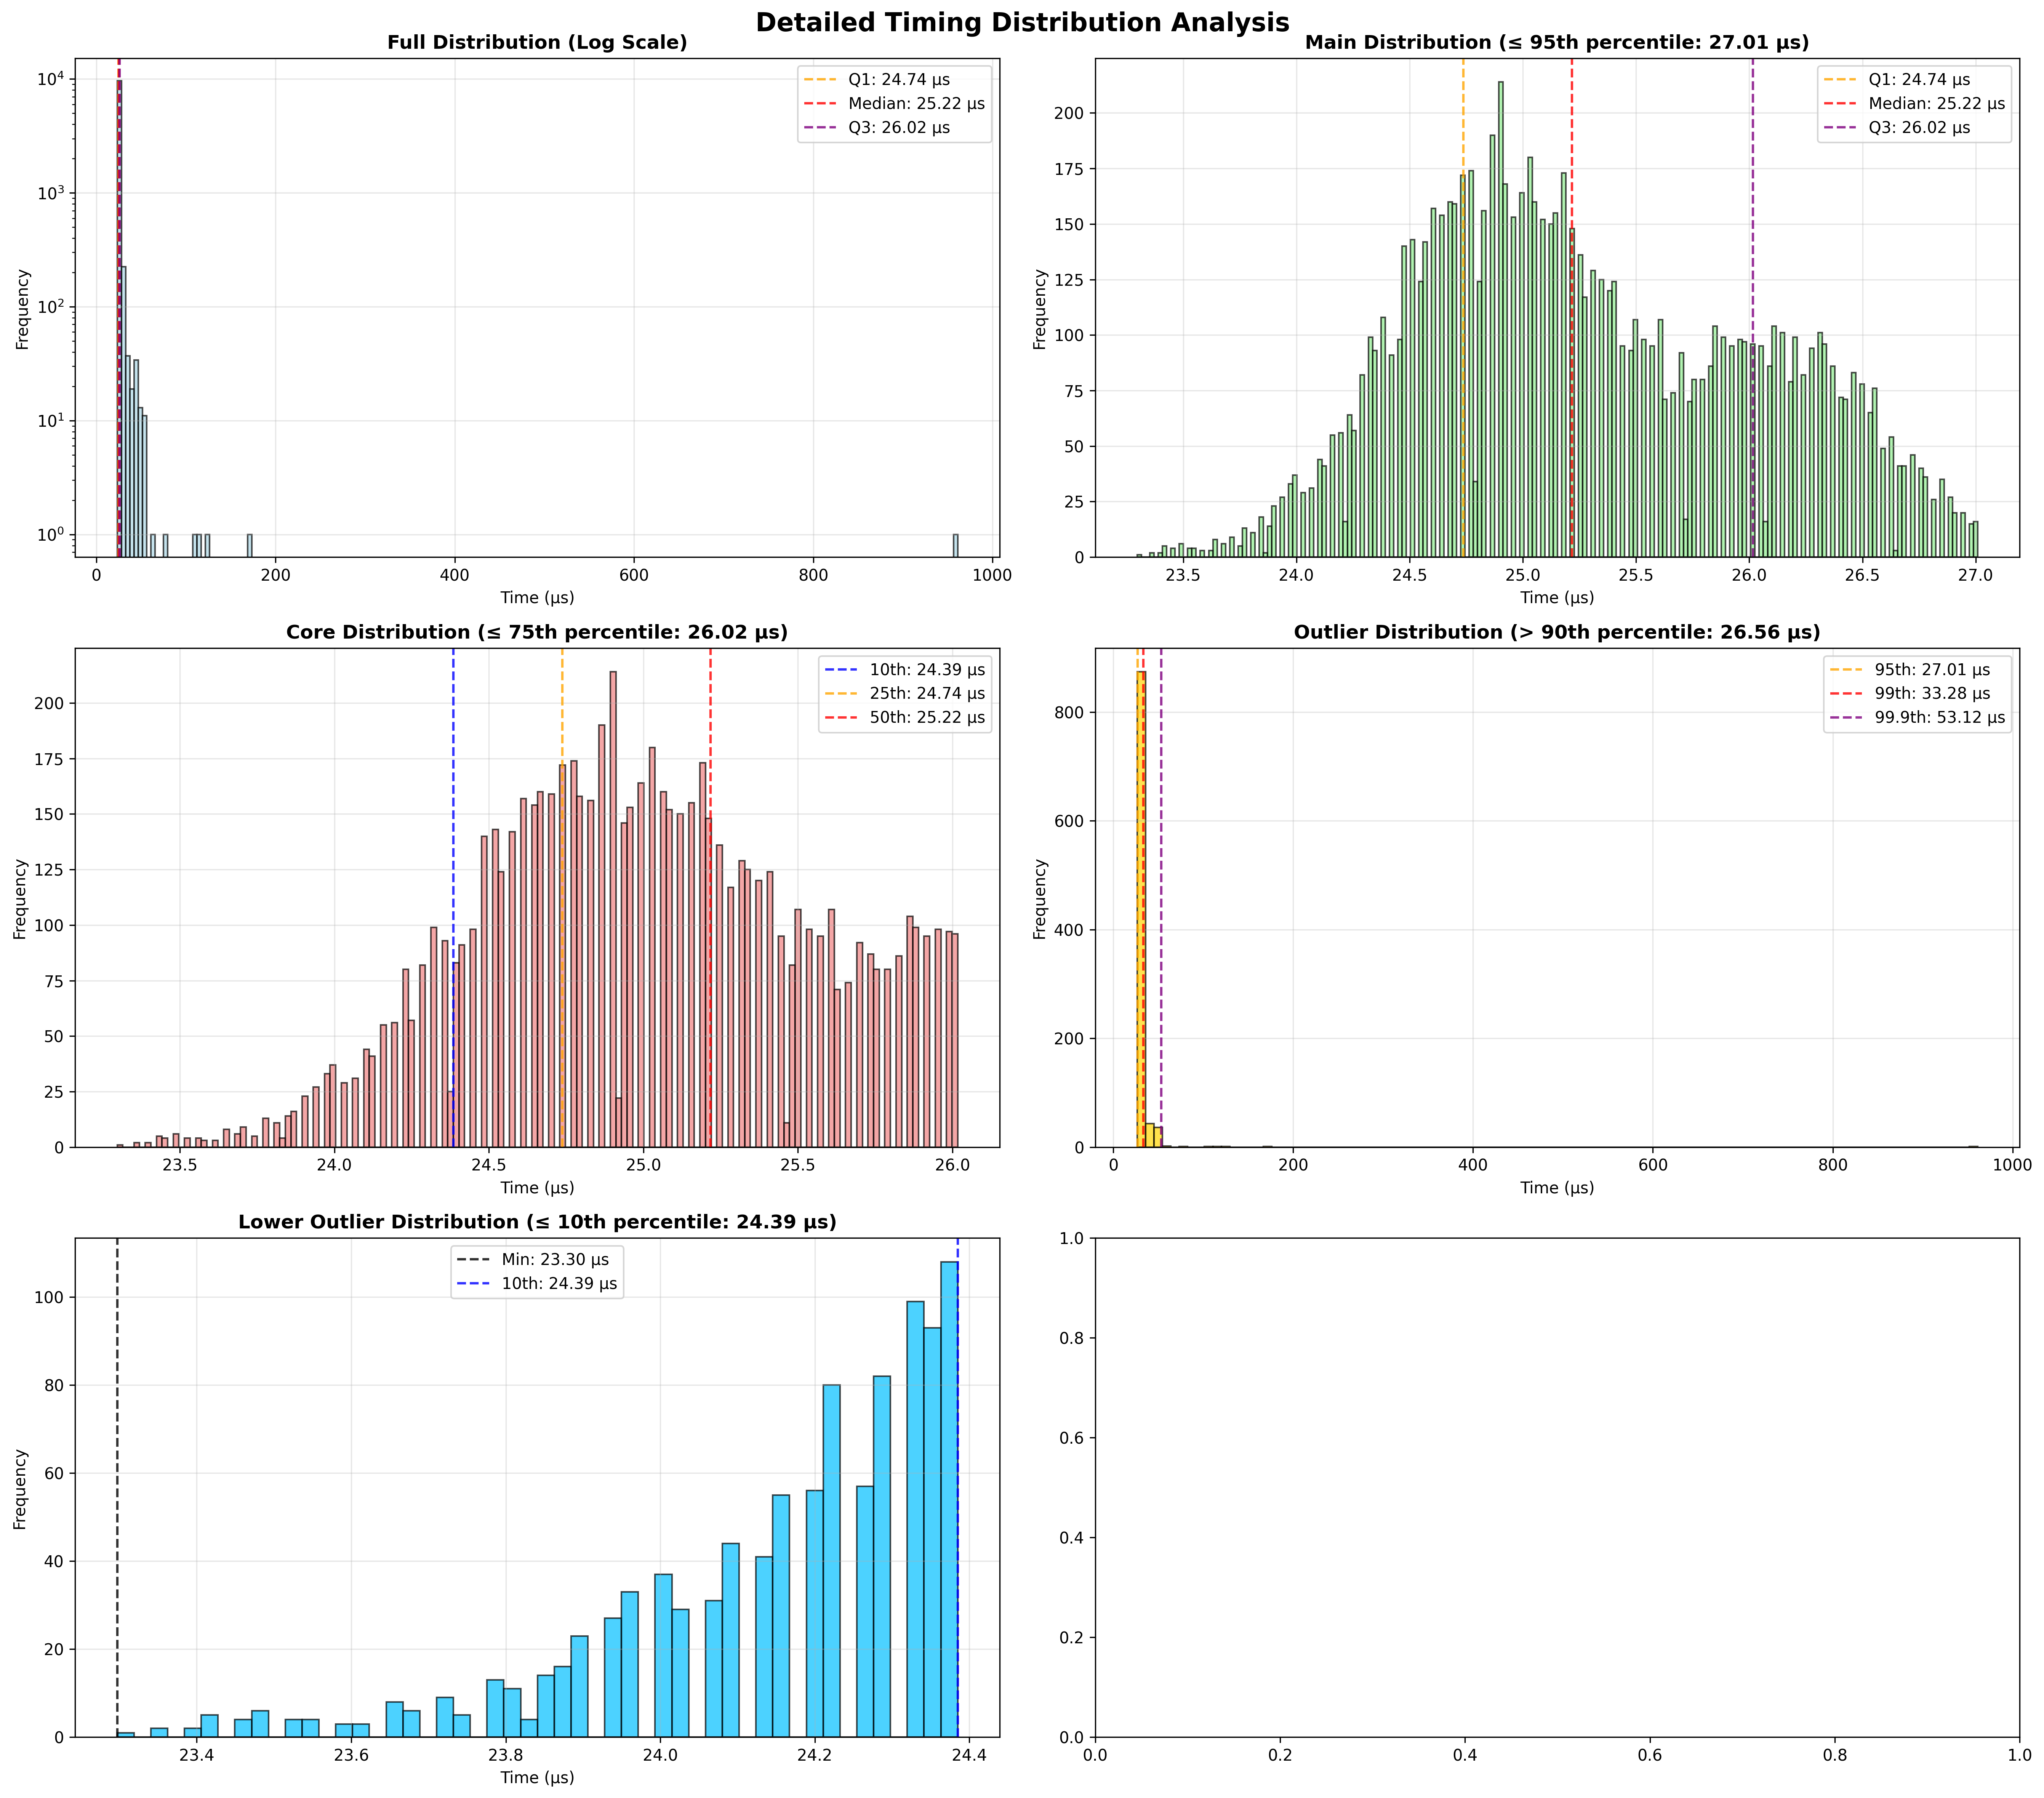 Detailed Timing Distribution Analysis
Full Distribution (Log Scale)
Frequency
10⁴
10³
10²
10¹
10⁰
0 200 400 600 800 1000
Time (µs)
Q1: 24.74 µs
Median: 25.22 µs
Q3: 26.02 µs
Main Distribution (≤ 95th percentile: 27.01 µs)
Frequency
200
175
150
125
100
75
50
25
0
23.5 24.0 24.5 25.0 25.5 26.0 26.5 27.0
Time (µs)
Q1: 24.74 µs
Median: 25.22 µs
Q3: 26.02 µs
Core Distribution (≤ 75th percentile: 26.02 µs)
Frequency
200
175
150
125
100
75
50
25
0
23.5 24.0 24.5 25.0 25.5 26.0
Time (µs)
10th: 24.39 µs
25th: 24.74 µs
50th: 25.22 µs
Outlier Distribution (> 90th percentile: 26.56 µs)
Frequency
800
600
400
200
0
0 200 400 600 800 1000
Time (µs)
95th: 27.01 µs
99th: 33.28 µs
99.9th: 53.12 µs
Lower Outlier Distribution (≤ 10th percentile: 24.39 µs)
Frequency
100
80
60
40
20
0
23.4 23.6 23.8 24.0 24.2 24.4
Time (µs)
Min: 23.30 µs
10th: 24.39 µs
1.0
0.8
0.6
0.4
0.2
0.0
0.0 0.2 0.4 0.6 0.8 1.0